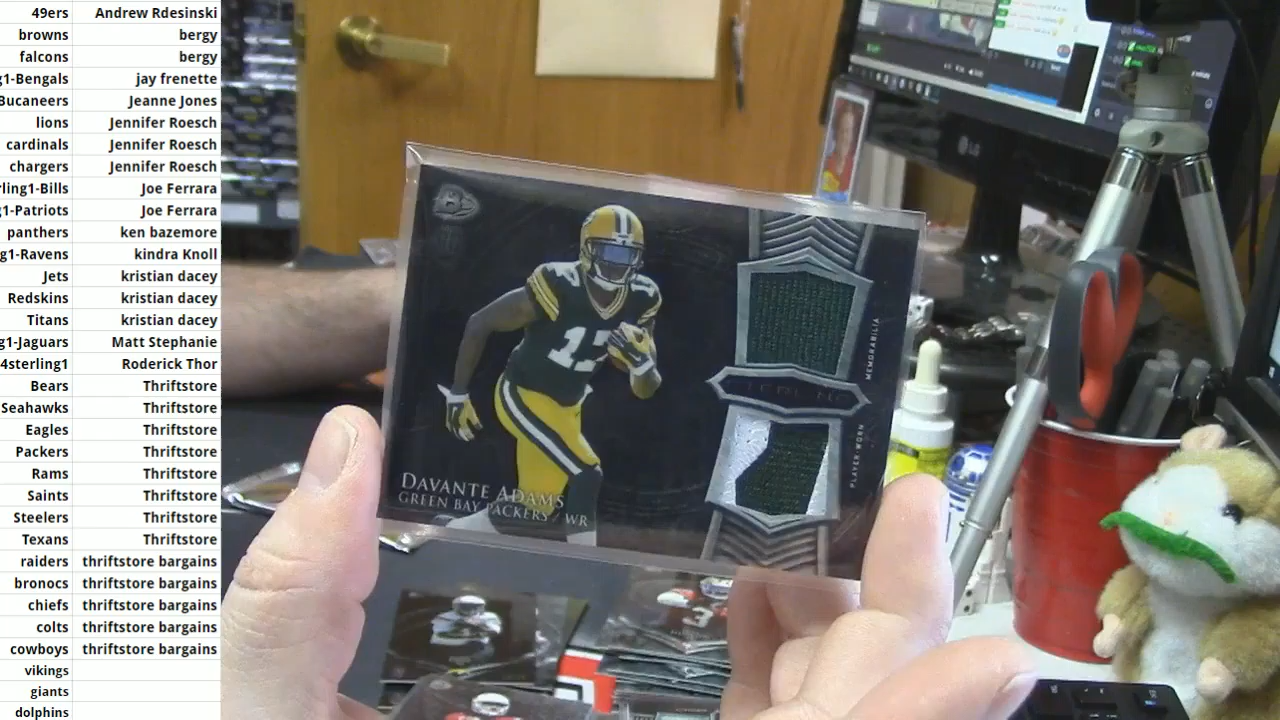 49ers Andrew Rdesinski
browns bergy
falcons bergy
g1-Bengals jay frenette
Bucaneers Jeanne Jones
lions Jennifer Roesch
cardinals Jennifer Roesch
chargers Jennifer Roesch
rling1-Bills Joe Ferrara
g1-Patriots Joe Ferrara
panthers ken bazemore
g1-Ravens kindra Knoll
Jets kristian dacey
Redskins kristian dacey
Titans kristian dacey
g1-Jaguars Matt Stephanie
4sterling1 Roderick Thor
Bears Thriftstore
Seahawks Thriftstore
Eagles Thriftstore
Packers Thriftstore
Rams Thriftstore
Saints Thriftstore
Steelers Thriftstore
Texans Thriftstore
raiders thriftstore bargains
bronocs thriftstore bargains
chiefs thriftstore bargains
colts thriftstore bargains
cowboys thriftstore bargains
vikings
giants
dolphins
LG
B
17
MEMORABILIA
STERLING
PLAYER-WORN
DAVANTE ADAMS
GREEN BAY PACKERS / WR
3